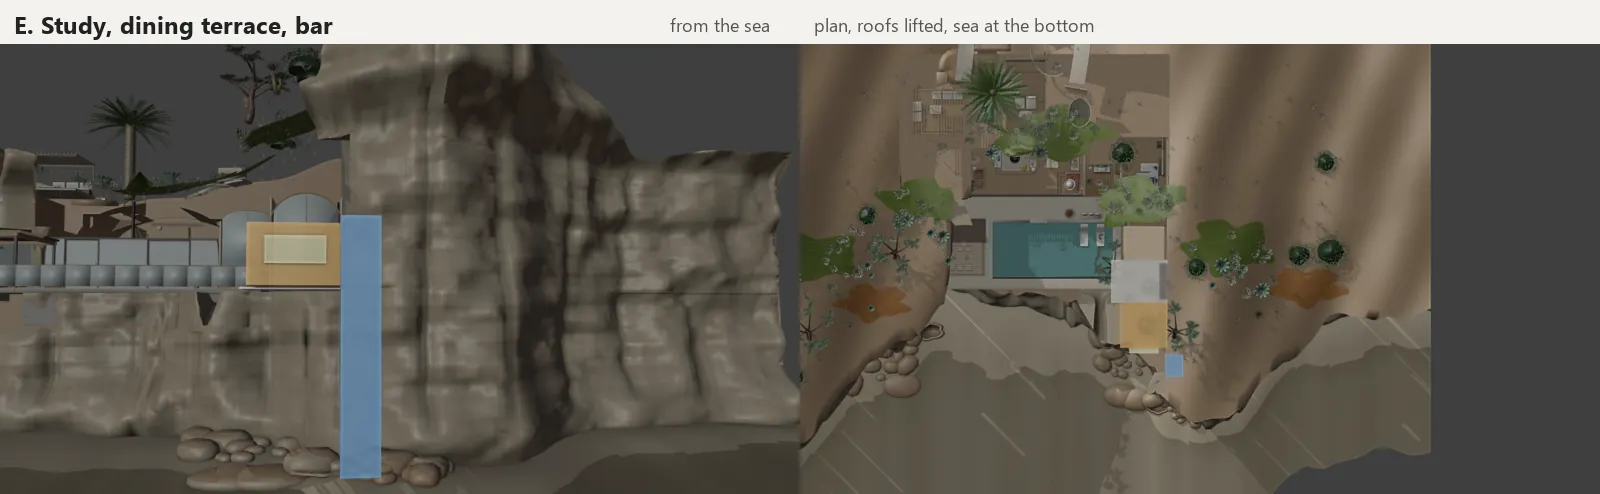 E. Study, dining terrace, bar
from the sea
plan, roofs lifted, sea at the bottom